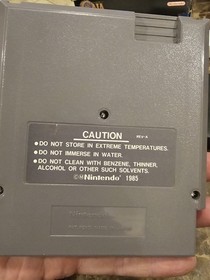 CAUTION
• DO NOT STORE IN EXTREME TEMPERATURES.
• DO NOT IMMERSE IN WATER.
• DO NOT CLEAN WITH BENZENE, THINNER,
ALCOHOL OR OTHER SUCH SOLVENTS.
©Nintendo 1985